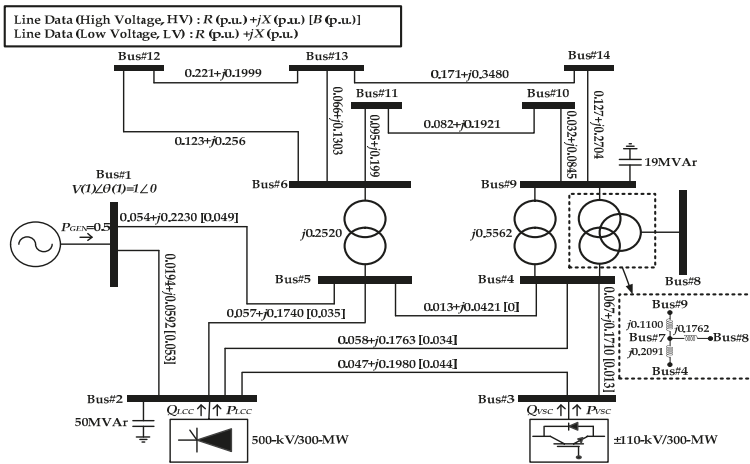 Line Data (High Voltage, HV) : R (p.u.) +jX (p.u.) [B (p.u.)]
Line Data (Low Voltage, LV) : R (p.u.) +jX (p.u.)
Bus#12
Bus#13
Bus#14
0.221+j0.1999
0.171+j0.3480
Bus#11
Bus#10
0.123+j0.256
0.066+j0.1303
0.095+j0.199
0.082+j0.1921
0.032+j0.0845
0.127+j0.2704
19MVAr
Bus#1
V(1)∠θ(1)=1∠0
Bus#6
Bus#9
PGEN=0.5
0.054+j0.2230 [0.049]
j0.2520
j0.5562
Bus#8
Bus#5
Bus#4
0.0194+j0.0592 [0.053]
0.057+j0.1740 [0.035]
0.013+j0.0421 [0]
0.067+j0.1710 [0.013]
0.058+j0.1763 [0.034]
0.047+j0.1980 [0.044]
Bus#9
j0.1100
j0.1762
Bus#7
Bus#8
j0.2091
Bus#4
Bus#2
QLCC
PLCC
Bus#3
QVSC
PVSC
50MVAr
500-kV/300-MW
±110-kV/300-MW